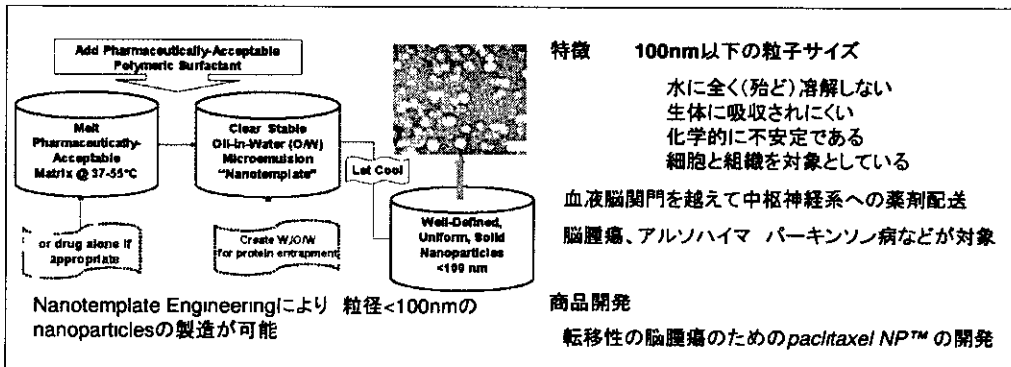 Add Pharmaceutically-Acceptable
Polymeric Surfactant
Melt
Pharmaceutically-
Acceptable
Matrix @ 37-55°C
Clear Stable
Oil-in-Water (O/W)
Microemulsion
"Nanotemplate"
Let Cool
or drug alone if
appropriate
Create W/O/W
for protein entrapment
Well-Defined,
Uniform, Solid
Nanoparticles
<199 nm
Nanotemplate Engineeringにより 粒径<100nmの
nanoparticlesの製造が可能
特徴 100nm以下の粒子サイズ
水に全く(殆ど)溶解しない
生体に吸収されにくい
化学的に不安定である
細胞と組織を対象としている
血液脳関門を越えて中枢神経系への薬剤配送
脳腫瘍、アルソハイマ パーキンソン病などが対象
商品開発
転移性の脳腫瘍のためのpaclitaxel NP™ の開発